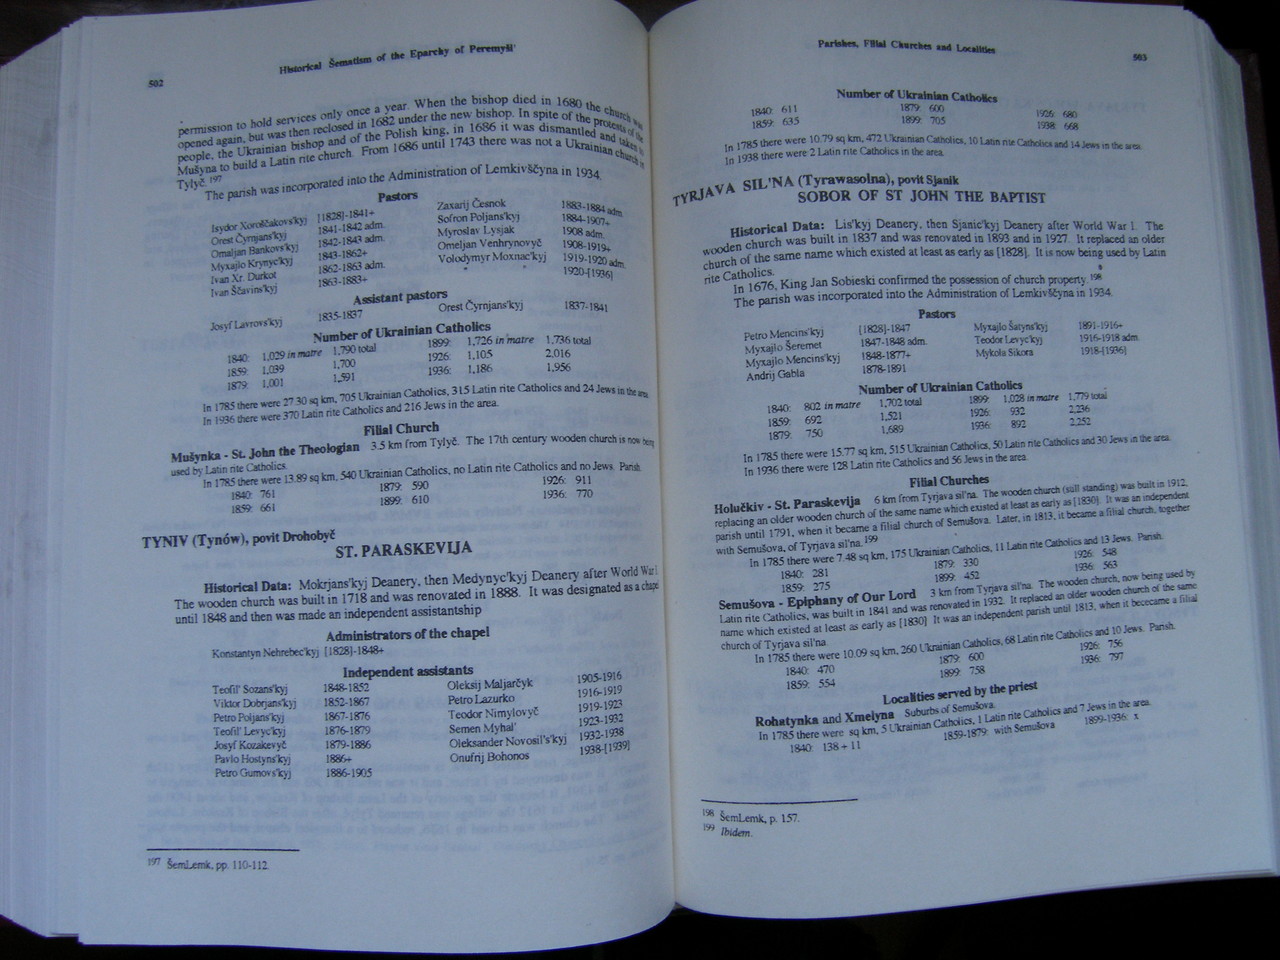 502
Historical Šematism of the Eparchy of Peremyšl'
permission to hold services only once a year. When the bishop died in 1680 the church was
opened again, but was then reclosed in 1682 under the new bishop. In spite of the protests of the
people, the Ukrainian bishop and of the Polish king, in 1686 it was dismantled and taken to
Mušyna to build a Latin rite church. From 1686 until 1743 there was not a Ukrainian church in
Tylyč. 197
The parish was incorporated into the Administration of Lemkivščyna in 1934.
Pastors
Isydor Xoroščakovs'kyj [1828]-1841+ Zaxarij Česnok 1883-1884 adm.
Orest Čyrnjans'kyj 1841-1842 adm. Sofron Poljans'kyj 1884-1907+
Omaljan Bankovs'kyj 1842-1843 adm. Myroslav Lysjak 1908 adm.
Myxajlo Krynyc'kyj 1843-1862+ Omeljan Venhrynovyč 1908-1919+
Ivan Xr. Durkot 1862-1863 adm. Volodymyr Moxnac'kyj 1919-1920 adm.
Ivan Ščavins'kyj 1863-1883+ 1920-[1936]
Assistant pastors
Josyf Lavrovs'kyj 1835-1837 Orest Čyrnjans'kyj 1837-1841
Number of Ukrainian Catholics
1840: 1,029 in matre 1,790 total 1899: 1,726 in matre 1,736 total
1859: 1,039 1,700 1926: 1,105 2,016
1879: 1,001 1,591 1936: 1,186 1,956
In 1785 there were 27.30 sq km, 705 Ukrainian Catholics, 315 Latin rite Catholics and 24 Jews in the area.
In 1936 there were 370 Latin rite Catholics and 216 Jews in the area.
Filial Church
Mušynka - St. John the Theologian 3.5 km from Tylyč. The 17th century wooden church is now being
used by Latin rite Catholics.
In 1785 there were 13.89 sq km, 540 Ukrainian Catholics, no Latin rite Catholics and no Jews. Parish.
1840: 761 1879: 590 1926: 911
1859: 661 1899: 610 1936: 770
TYNIV (Tynów), povit Drohobyč
ST. PARASKEVIJA
Historical Data: Mokrjans'kyj Deanery, then Medynyc'kyj Deanery after World War I.
The wooden church was built in 1718 and was renovated in 1888. It was designated as a chapel
until 1848 and then was made an independent assistantship
Administrators of the chapel
Konstantyn Nehrebec'kyj [1828]-1848+
Independent assistants
Teofil' Sozans'kyj 1848-1852 Oleksij Maljarčyk 1905-1916
Viktor Dobrjans'kyj 1852-1867 Petro Lazurko 1916-1919
Petro Poljans'kyj 1867-1876 Teodor Nimylovyč 1919-1923
Teofil' Levyc'kyj 1876-1879 Semen Myhal' 1923-1932
Josyf Kozakevyč 1879-1886 Oleksander Novosil's'kyj 1932-1938
Pavlo Hostyns'kyj 1886+ Onufrij Bohonos 1938-[1939]
Petro Gumovs'kyj 1886-1905
197 ŠemLemk, pp. 110-112.
Parishes, Filial Churches and Localities
503
Number of Ukrainian Catholics
1840: 611 1879: 600 1926: 680
1859: 635 1899: 705 1938: 668
In 1785 there were 10.79 sq km, 472 Ukrainian Catholics, 10 Latin rite Catholics and 14 Jews in the area.
In 1938 there were 2 Latin rite Catholics in the area.
TYRJAVA SIL'NA (Tyrawasolna), povit Sjanik
SOBOR OF ST JOHN THE BAPTIST
Historical Data: Lis'kyj Deanery, then Sjanic'kyj Deanery after World War I. The
wooden church was built in 1837 and was renovated in 1893 and in 1927. It replaced an older
church of the same name which existed at least as early as [1828]. It is now being used by Latin
rite Catholics.
In 1676, King Jan Sobieski confirmed the possession of church property. 198
The parish was incorporated into the Administration of Lemkivščyna in 1934.
Pastors
Petro Mencins'kyj [1828]-1847 Myxajlo Šatyns'kyj 1891-1916+
Myxajlo Šeremet 1847-1848 adm. Teodor Levyc'kyj 1916-1918 adm.
Myxajlo Mencins'kyj 1848-1877+ Mykola Sikora 1918-[1936]
Andrij Gabla 1878-1891
Number of Ukrainian Catholics
1840: 802 in matre 1,702 total 1899: 1,028 in matre 1,779 total
1859: 692 1,521 1926: 932 2,236
1879: 750 1,689 1936: 892 2,252
In 1785 there were 15.77 sq km, 515 Ukrainian Catholics, 50 Latin rite Catholics and 30 Jews in the area.
In 1936 there were 128 Latin rite Catholics and 56 Jews in the area.
Filial Churches
Holučkiv - St. Paraskevija 6 km from Tyrjava sil'na. The wooden church (still standing) was built in 1912,
replacing an older wooden church of the same name which existed at least as early as [1830]. It was an independent
parish until 1791, when it became a filial church of Semušova. Later, in 1813, it became a filial church, together
with Semušova, of Tyrjava sil'na. 199
In 1785 there were 7.48 sq km, 175 Ukrainian Catholics, 11 Latin rite Catholics and 13 Jews. Parish.
1840: 281 1879: 330 1926: 548
1859: 275 1899: 452 1936: 563
Semušova - Epiphany of Our Lord 3 km from Tyrjava sil'na. The wooden church, now being used by
Latin rite Catholics, was built in 1841 and was renovated in 1932. It replaced an older wooden church of the same
name which existed at least as early as [1830] It was an independent parish until 1813, when it bececame a filial
church of Tyrjava sil'na
In 1785 there were 10.09 sq km, 260 Ukrainian Catholics, 68 Latin rite Catholics and 10 Jews. Parish.
1840: 470 1879: 600 1926: 756
1859: 554 1899: 758 1936: 797
Localities served by the priest
Rohatynka and Xmelyna Suburbs of Semušova.
In 1785 there were sq km, 5 Ukrainian Catholics, 1 Latin rite Catholics and 7 Jews in the area.
1840: 138 + 11 1859-1879: with Semušova 1899-1936: x
198 ŠemLemk, p. 157.
199 Ibidem.